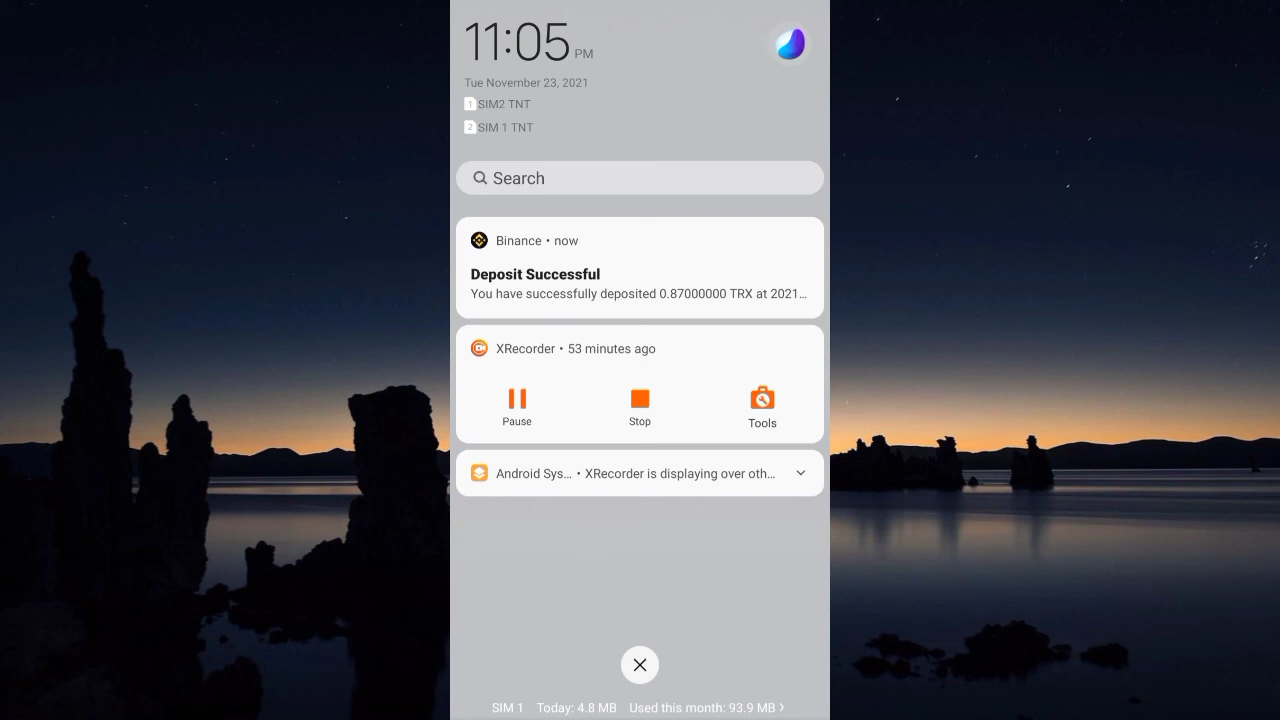 11:05 PM
Tue November 23, 2021
1 SIM2 TNT
2 SIM 1 TNT
Search
Binance • now
Deposit Successful
You have successfully deposited 0.87000000 TRX at 2021…
XRecorder • 53 minutes ago
Pause Stop Tools
Android Sys… • XRecorder is displaying over oth…
SIM 1 Today: 4.8 MB Used this month: 93.9 MB